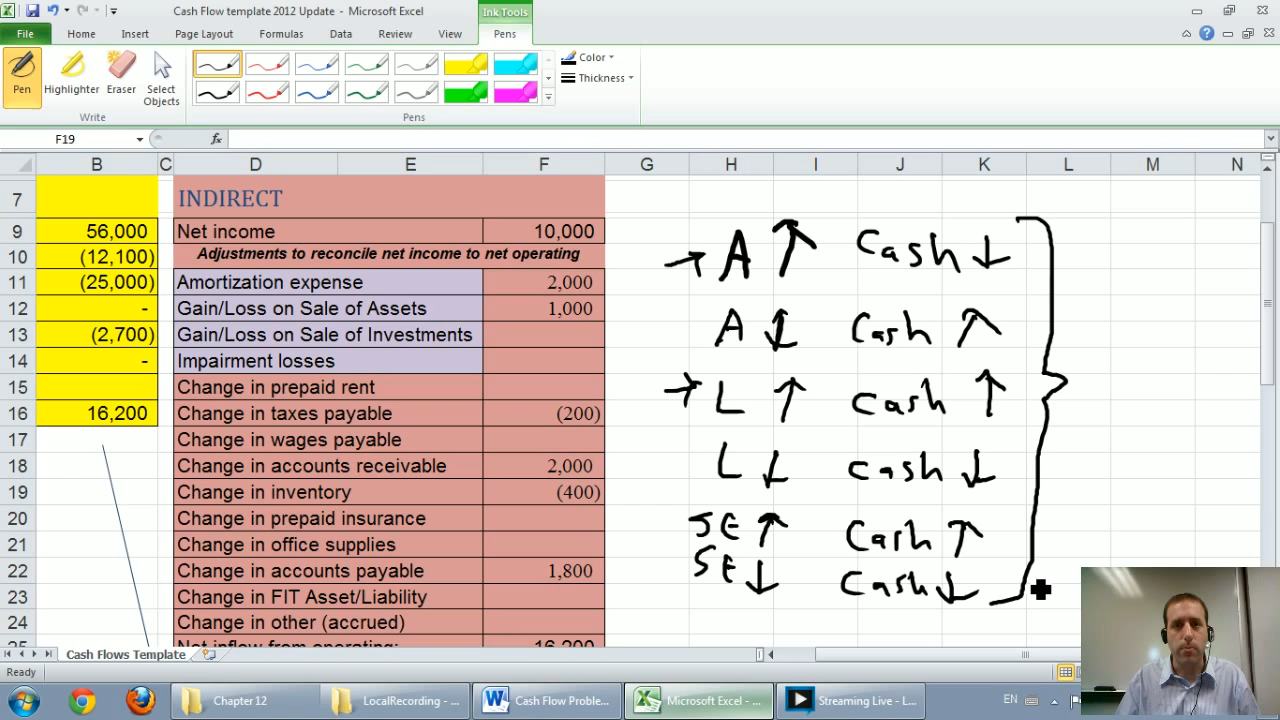 Cash Flow template 2012 Update - Microsoft Excel
Ink Tools
File Home Insert Page Layout Formulas Data Review View Pens
Pen Highlighter Eraser Select Objects
Color
Thickness
Write
Pens
F19 fx
B C D E F G H I J K L M N
7 INDIRECT
9 56,000 Net income 10,000
10 (12,100) Adjustments to reconcile net income to net operating
11 (25,000) Amortization expense 2,000
12 - Gain/Loss on Sale of Assets 1,000
13 (2,700) Gain/Loss on Sale of Investments
14 - Impairment losses
15 Change in prepaid rent
16 16,200 Change in taxes payable (200)
17 Change in wages payable
18 Change in accounts receivable 2,000
19 Change in inventory (400)
20 Change in prepaid insurance
21 Change in office supplies
22 Change in accounts payable 1,800
23 Change in FIT Asset/Liability
24 Change in other (accrued)
25 Net inflow from operating: 16,200
→ A ↑ Cash ↓
A ↓ Cash ↑
→ L ↑ Cash ↑
L ↓ Cash ↓
SE ↑ Cash ↑
SE ↓ Cash ↓
Cash Flows Template
Ready
Chapter 12
LocalRecording - ...
Cash Flow Proble...
Microsoft Excel - ...
Streaming Live - L...
EN